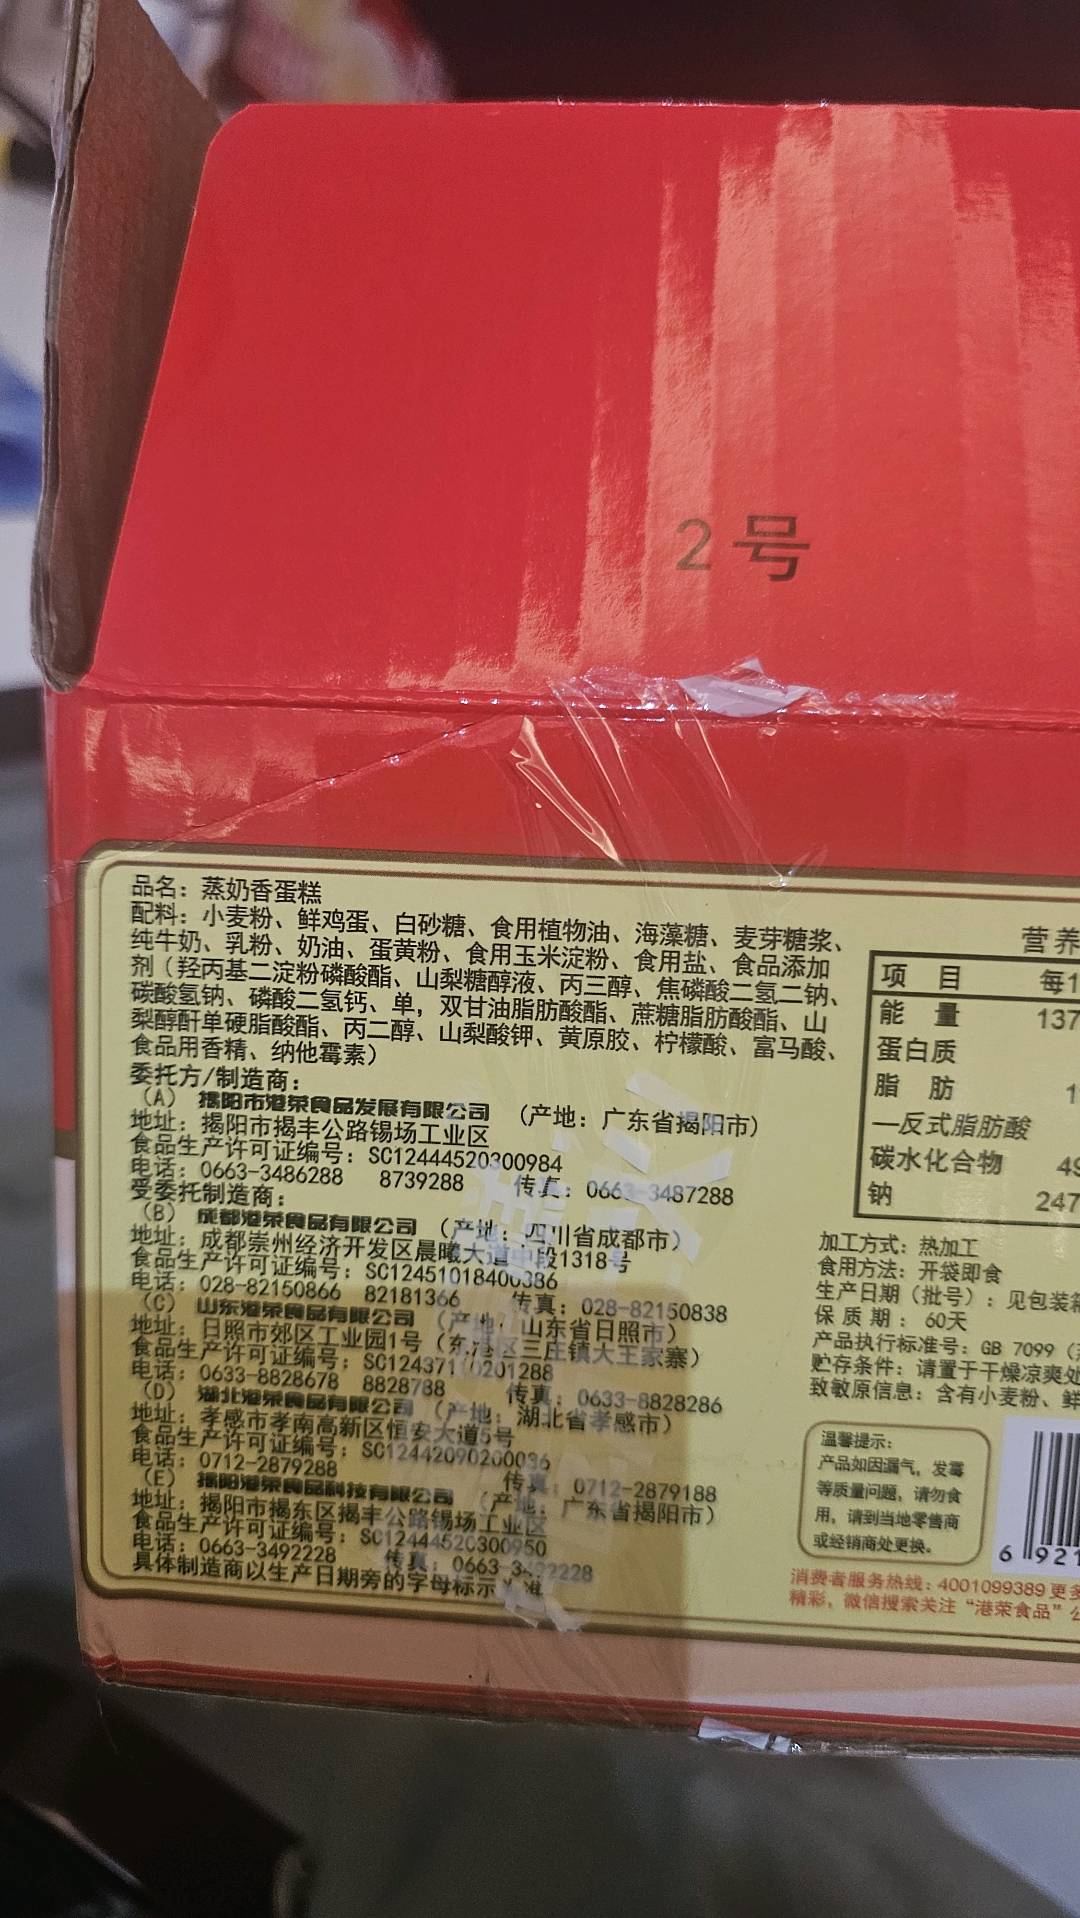 2号
品名：蒸奶香蛋糕
配料：小麦粉、鲜鸡蛋、白砂糖、食用植物油、海藻糖、麦芽糖浆、
纯牛奶、乳粉、奶油、蛋黄粉、食用玉米淀粉、食用盐、食品添加
剂（羟丙基二淀粉磷酸酯、山梨糖醇液、丙三醇、焦磷酸二氢二钠、
碳酸氢钠、磷酸二氢钙、单，双甘油脂肪酸酯、蔗糖脂肪酸酯、山
梨醇酐单硬脂酸酯、丙二醇、山梨酸钾、黄原胶、柠檬酸、富马酸、
食品用香精、纳他霉素）
委托方/制造商：
（A） 揭阳市港荣食品发展有限公司 （产地：广东省揭阳市）
地址：揭阳市揭丰公路锡场工业区
食品生产许可证编号：SC12444520300984
电话：0663-3486288 8739288 传真：0663-3487288
受委托制造商：
（B） 成都港荣食品有限公司 （产地：四川省成都市）
地址：成都崇州经济开发区晨曦大道中段1318号
食品生产许可证编号：SC12451018400386
电话：028-82150866 82181366 传真：028-82150838
（C） 山东港荣食品有限公司 （产地：山东省日照市）
地址：日照市郊区工业园1号（东港区三庄镇大王家寨）
食品生产许可证编号：SC12437110201288
电话：0633-8828678 8828788 传真：0633-8828286
（D） 湖北港荣食品有限公司 （产地：湖北省孝感市）
地址：孝感市孝南高新区恒安大道5号
食品生产许可证编号：SC12442090200036
电话：0712-2879288 传真：0712-2879188
（E） 揭阳港荣食品科技有限公司 （产地：广东省揭阳市）
地址：揭阳市揭东区揭丰公路锡场工业区
食品生产许可证编号：SC12444520300950
电话：0663-3492228 传真：0663-3492228
具体制造商以生产日期旁的字母标示为准
营养
项 目 每1
能 量 137
蛋白质
脂 肪 1
—反式脂肪酸
碳水化合物 49
钠 247
加工方式：热加工
食用方法：开袋即食
生产日期（批号）：见包装箱
保质期：60天
产品执行标准号：GB 7099（
贮存条件：请置于干燥凉爽处
致敏原信息：含有小麦粉、鲜
温馨提示：
产品如因漏气，发霉
等质量问题，请勿食
用，请到当地零售商
或经销商处更换。
6 921
消费者服务热线：4001099389 更多
精彩，微信搜索关注“港荣食品”公